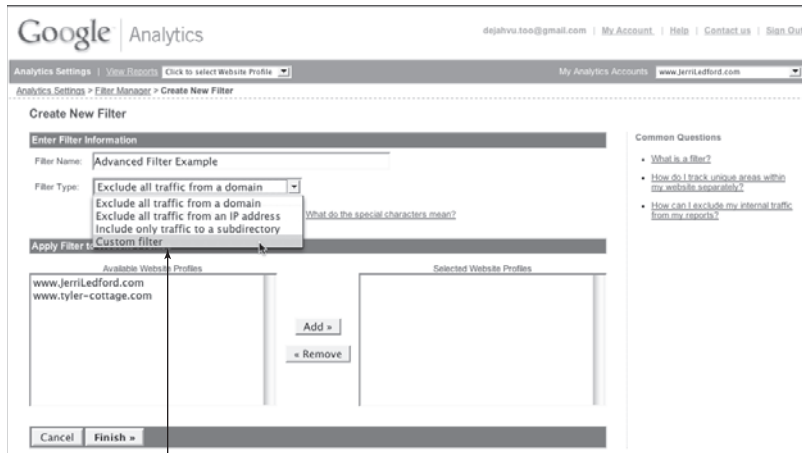 Google Analytics
dejahvu.too@gmail.com | My Account | Help | Contact us | Sign Out
Analytics Settings | View Reports Click to select Website Profile
My Analytics Accounts www.JerriLedford.com
Analytics Settings > Filter Manager > Create New Filter
Create New Filter
Enter Filter Information
Filter Name: Advanced Filter Example
Filter Type: Exclude all traffic from a domain
Exclude all traffic from a domain
Exclude all traffic from an IP address
Include only traffic to a subdirectory
Custom filter
What do the special characters mean?
Apply Filter to
Available Website Profiles
www.JerriLedford.com
www.tyler-cottage.com
Add »
« Remove
Selected Website Profiles
Cancel
Finish »
Common Questions
What is a filter?
How do I track unique areas within
my website separately?
How can I exclude my internal traffic
from my reports?